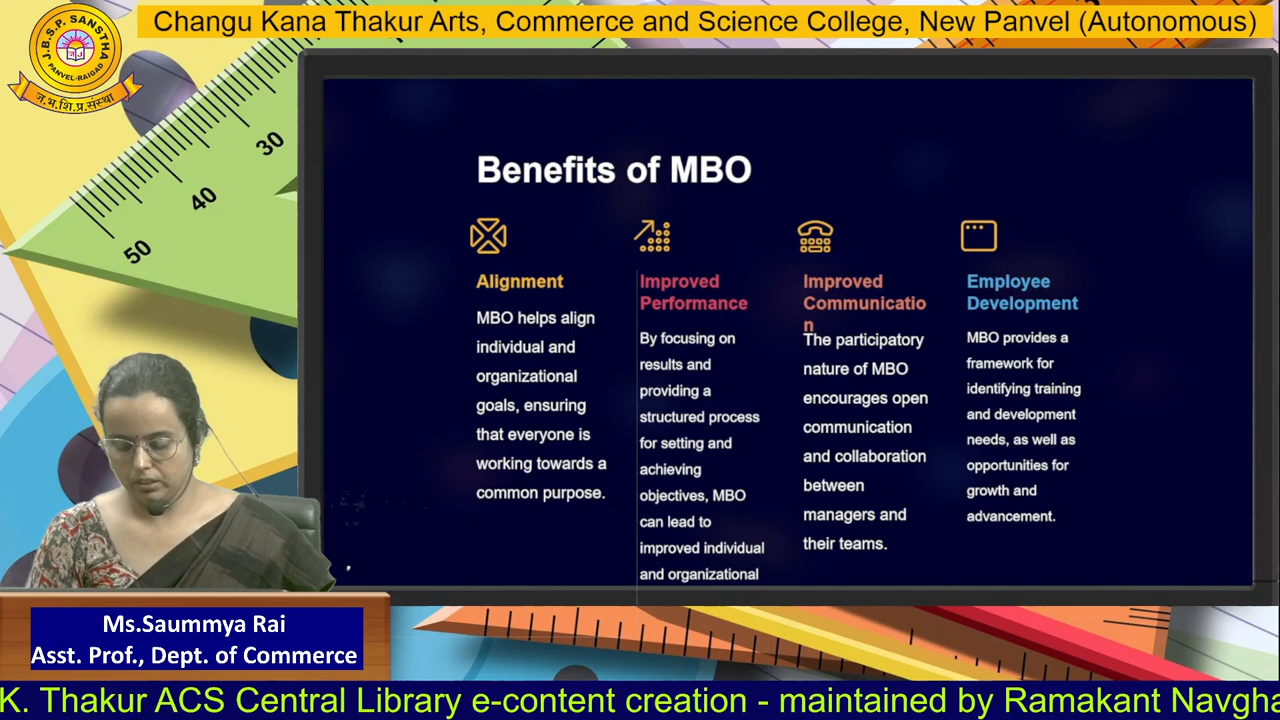 Changu Kana Thakur Arts, Commerce and Science College, New Panvel (Autonomous)
J.B.S.P. SANSTHA
PANVEL-RAIGAD
ज.भ.शि.प्र.संस्था
30
40
50
Benefits of MBO
Alignment
MBO helps align
individual and
organizational
goals, ensuring
that everyone is
working towards a
common purpose.
Improved
Performance
By focusing on
results and
providing a
structured process
for setting and
achieving
objectives, MBO
can lead to
improved individual
and organizational
Improved
Communicatio
n
The participatory
nature of MBO
encourages open
communication
and collaboration
between
managers and
their teams.
Employee
Development
MBO provides a
framework for
identifying training
and development
needs, as well as
opportunities for
growth and
advancement.
Ms.Saummya Rai
Asst. Prof., Dept. of Commerce
K. Thakur ACS Central Library e-content creation - maintained by Ramakant Navgha